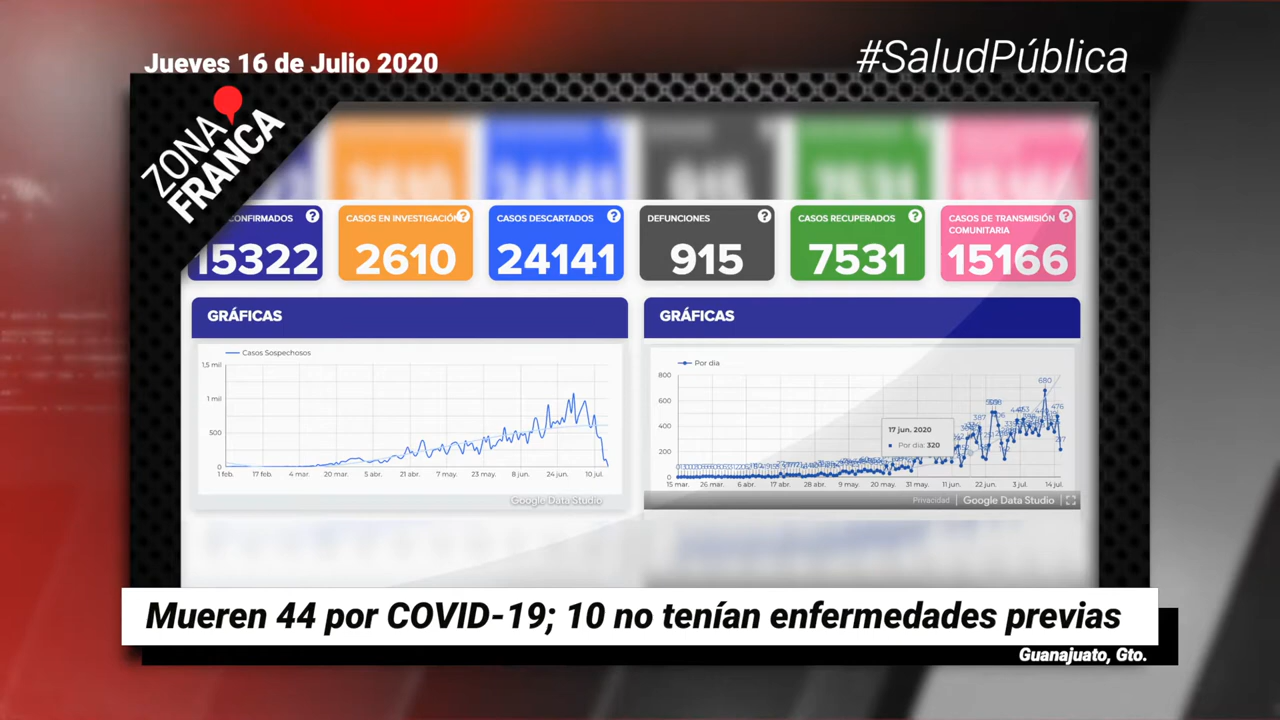 Jueves 16 de Julio 2020
#SaludPública
ZONA
FRANCA
CONFIRMADOS
15322
CASOS EN INVESTIGACIÓN
2610
CASOS DESCARTADOS
24141
DEFUNCIONES
915
CASOS RECUPERADOS
7531
CASOS DE TRANSMISIÓN
COMUNITARIA
15166
GRÁFICAS
Casos Sospechosos
1,5 mil
1 mil
500
0
1 feb. 17 feb. 4 mar. 20 mar. 5 abr. 21 abr. 7 may. 23 may. 8 jun. 24 jun. 10 jul.
Google Data Studio
GRÁFICAS
Por dia
800
600
400
200
0
680
476
387
17 jun. 2020
Por dia: 320
15 mar. 26 mar. 6 abr. 17 abr. 28 abr. 9 may. 20 may. 31 may. 11 jun. 22 jun. 3 jul. 14 jul.
Privacidad Google Data Studio
Mueren 44 por COVID-19; 10 no tenían enfermedades previas
Guanajuato, Gto.